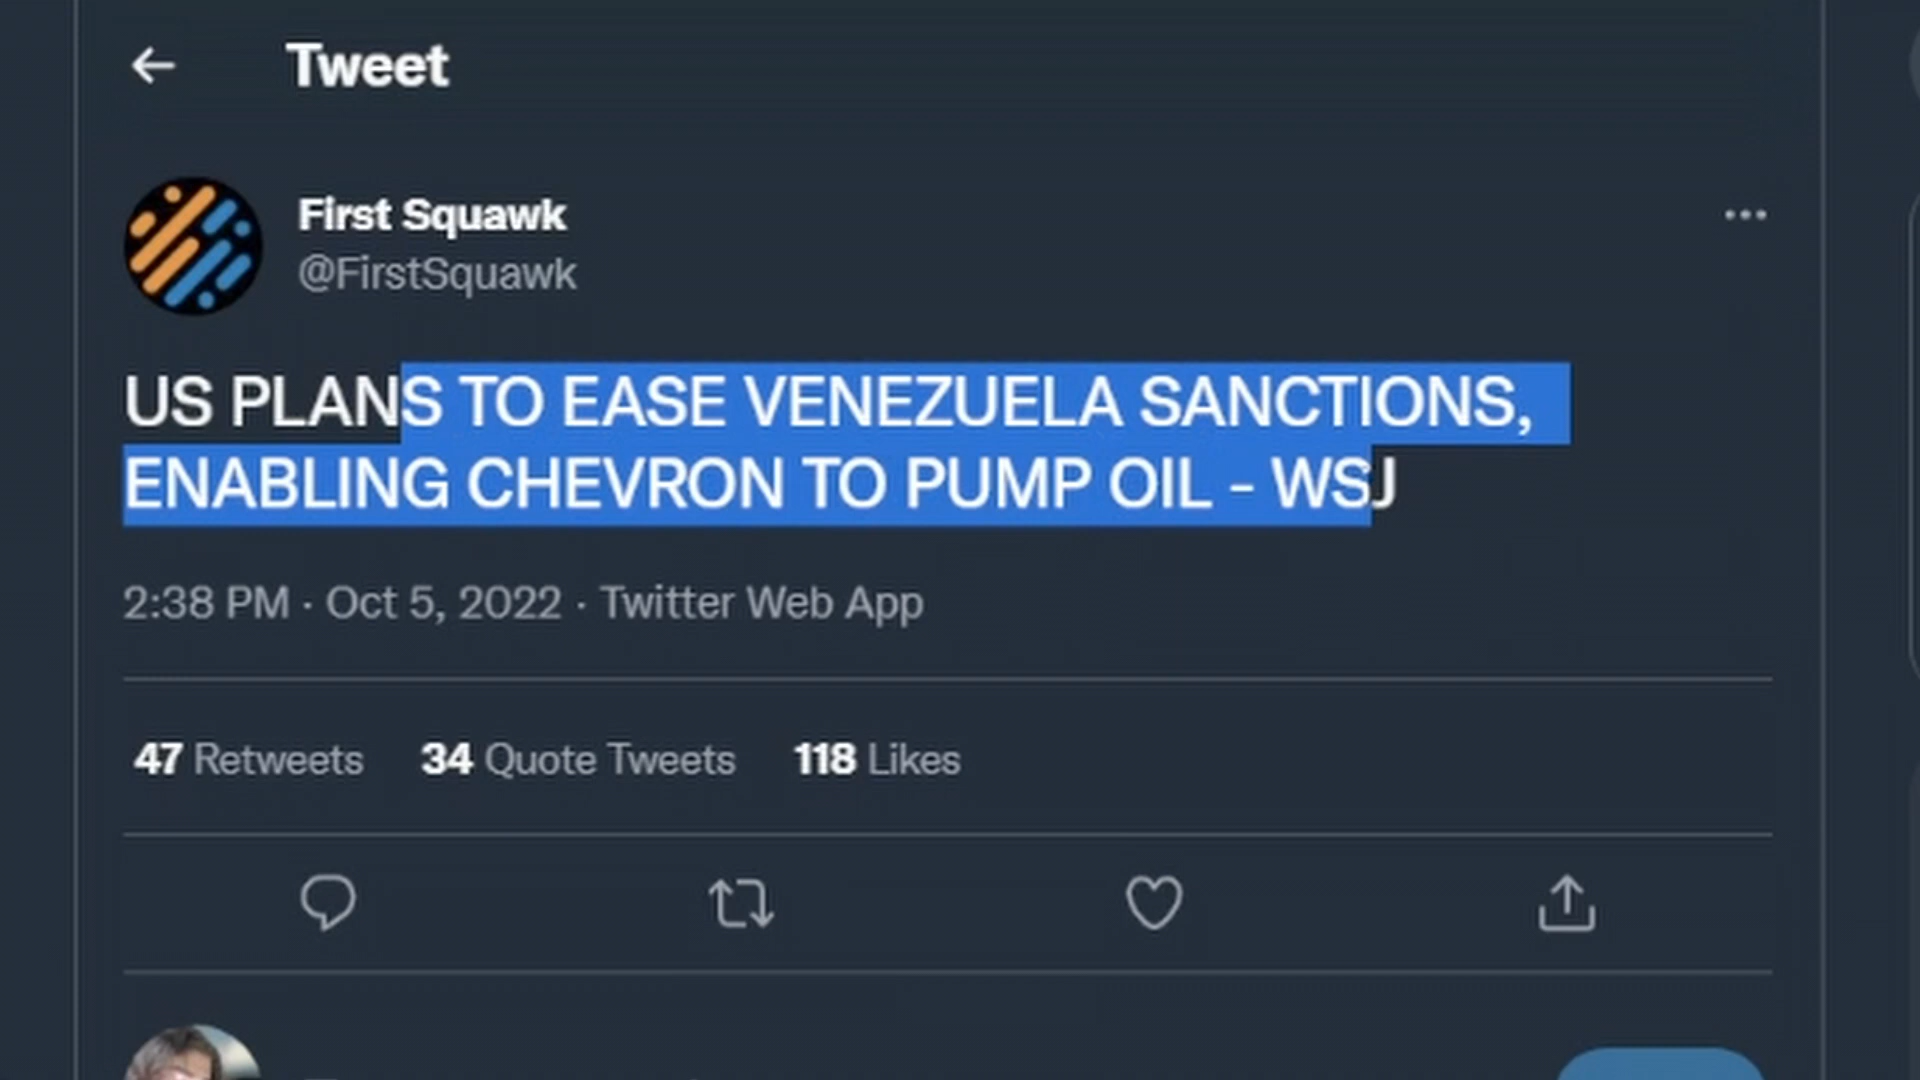 Tweet
First Squawk
@FirstSquawk
US PLANS TO EASE VENEZUELA SANCTIONS,
ENABLING CHEVRON TO PUMP OIL - WSJ
2:38 PM · Oct 5, 2022 · Twitter Web App
47 Retweets 34 Quote Tweets 118 Likes